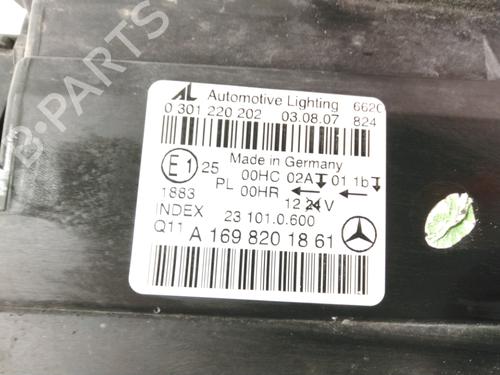 AL Automotive Lighting 6620
0 301 220 202 03.08.07 824
Made in Germany
E1 25 00HC 02A 01 1b
PL 00HR
1883 12 24 V
INDEX 23 101.0.600
Q11 A 169 820 18 61
B-PARTS